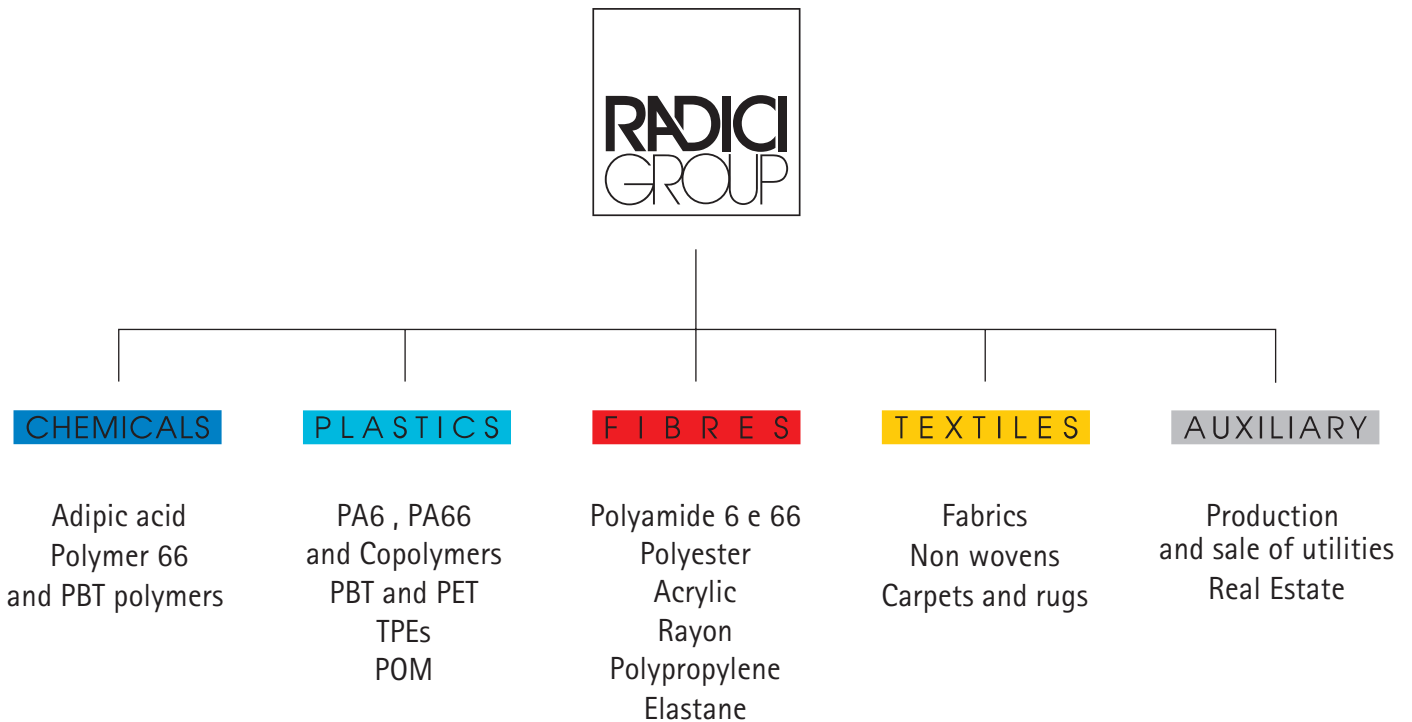 RADICI
GROUP
CHEMICALS
Adipic acid
Polymer 66
and PBT polymers
PLASTICS
PA6 , PA66
and Copolymers
PBT and PET
TPEs
POM
FIBRES
Polyamide 6 e 66
Polyester
Acrylic
Rayon
Polypropylene
Elastane
TEXTILES
Fabrics
Non wovens
Carpets and rugs
AUXILIARY
Production
and sale of utilities
Real Estate